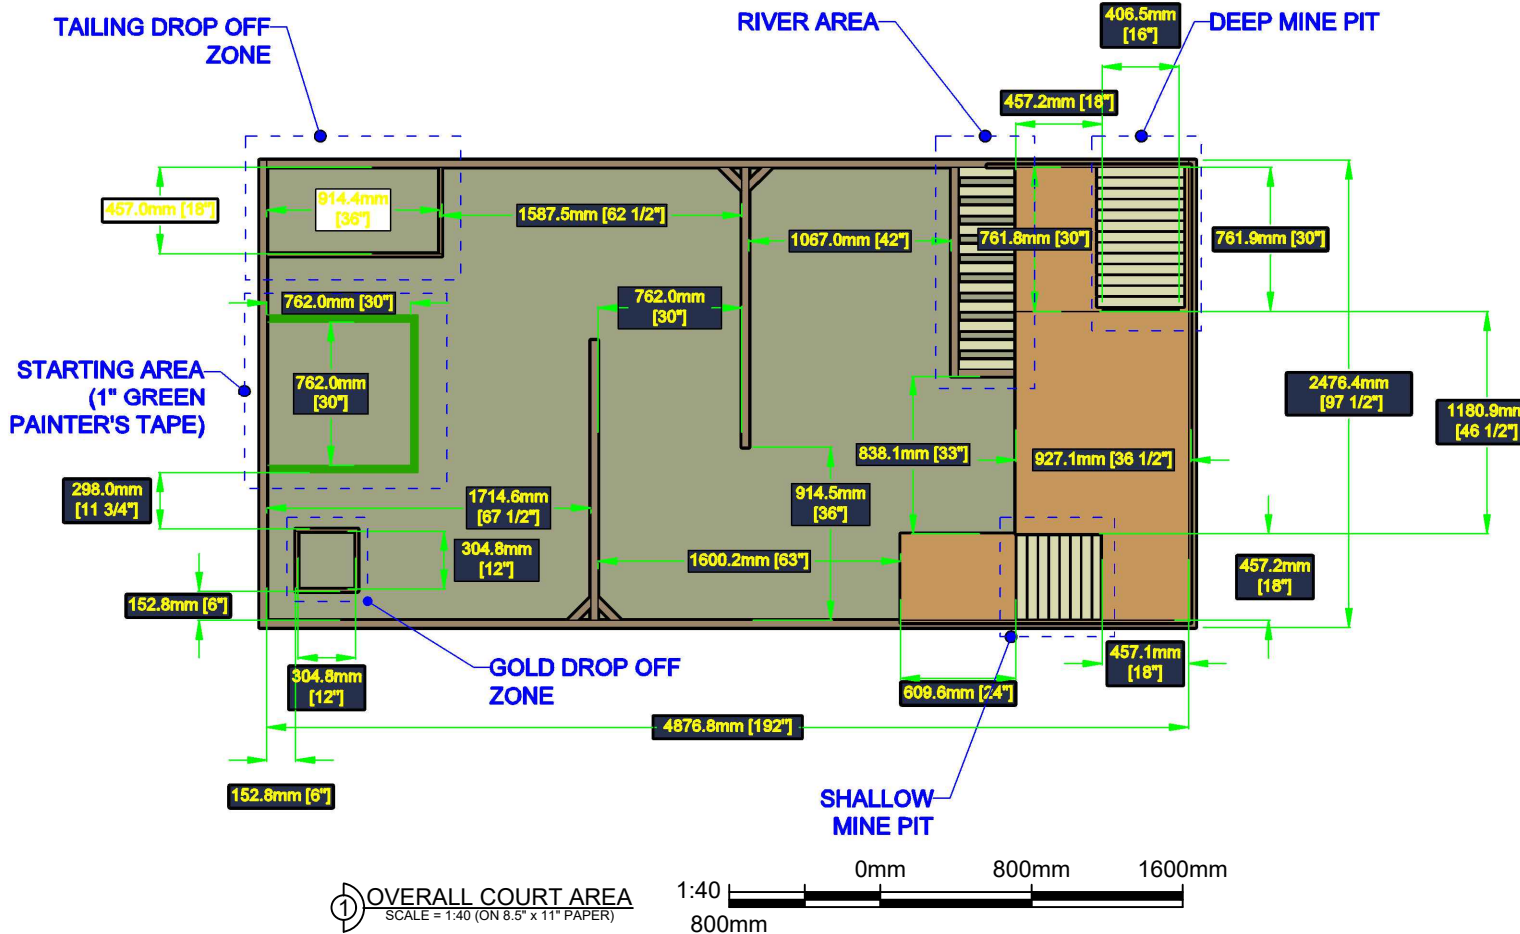 TAILING DROP OFF
ZONE
RIVER AREA
406.5mm
[16"]
DEEP MINE PIT
457.2mm [18"]
457.0mm [18"]
914.4mm
[36"]
1587.5mm [62 1/2"]
1067.0mm [42"]
761.8mm [30"]
761.9mm [30"]
762.0mm [30"]
762.0mm
[30"]
STARTING AREA
(1" GREEN
PAINTER'S TAPE)
762.0mm
[30"]
2476.4mm
[97 1/2"]
1180.9mm
[46 1/2"]
838.1mm [33"]
927.1mm [36 1/2"]
298.0mm
[11 3/4"]
1714.6mm
[67 1/2"]
914.5mm
[36"]
304.8mm
[12"]
1600.2mm [63"]
457.2mm
[18"]
152.8mm [6"]
304.8mm
[12"]
GOLD DROP OFF
ZONE
609.6mm [24"]
457.1mm
[18"]
4876.8mm [192"]
152.8mm [6"]
SHALLOW
MINE PIT
1 OVERALL COURT AREA
SCALE = 1:40 (ON 8.5" x 11" PAPER)
0mm 800mm 1600mm
1:40
800mm